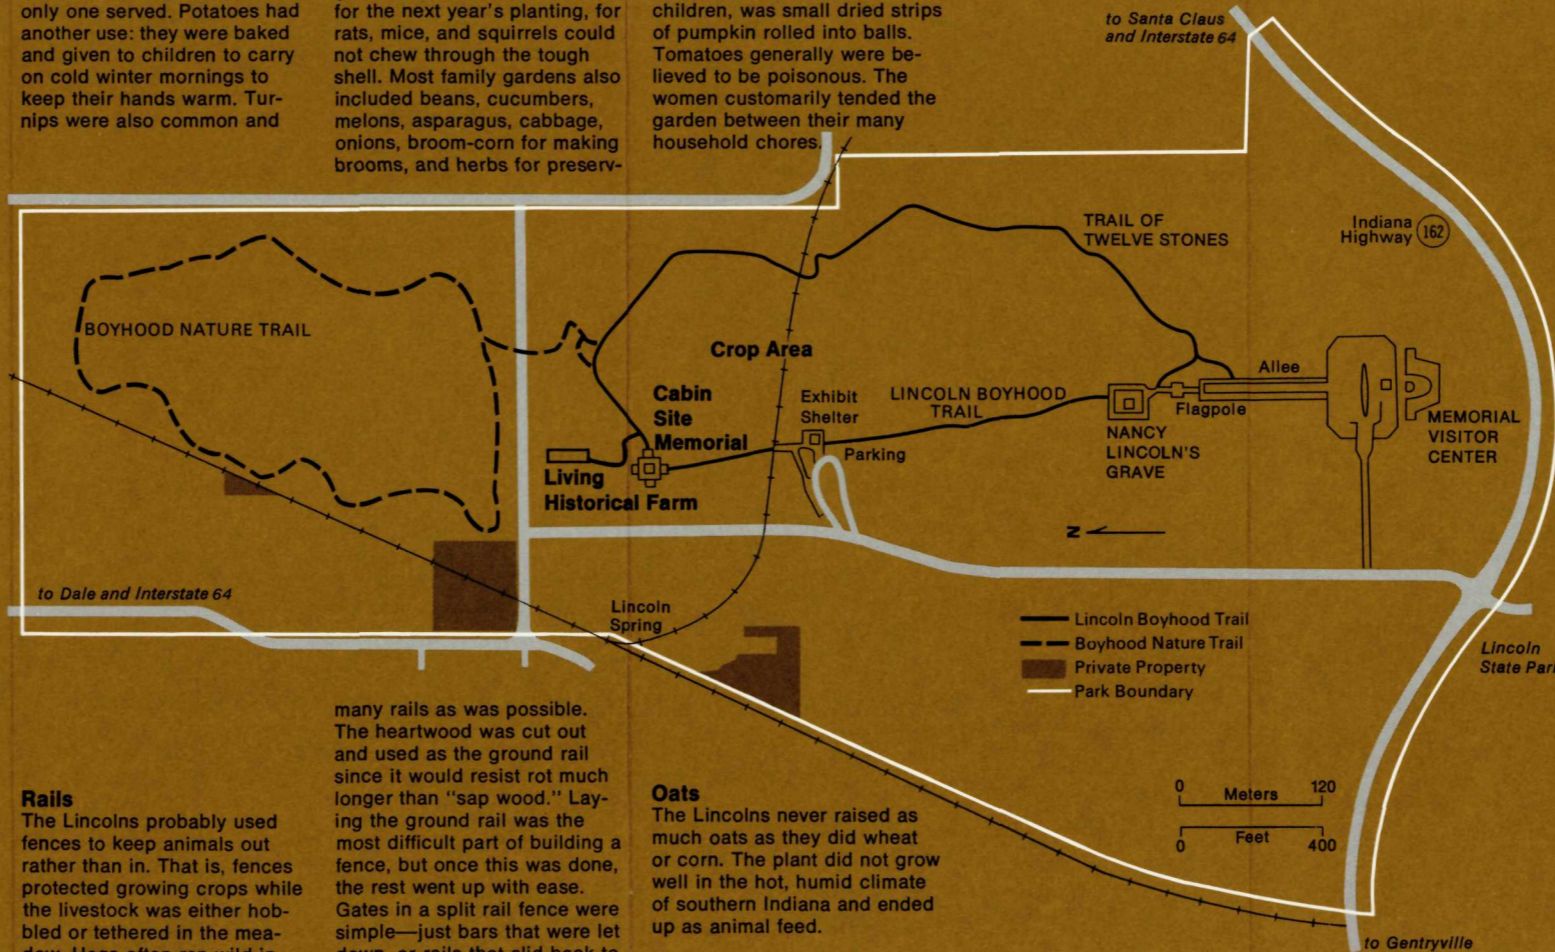 only one served. Potatoes had
another use: they were baked
and given to children to carry
on cold winter mornings to
keep their hands warm. Tur-
nips were also common and
for the next year's planting, for
rats, mice, and squirrels could
not chew through the tough
shell. Most family gardens also
included beans, cucumbers,
melons, asparagus, cabbage,
onions, broom-corn for making
brooms, and herbs for preserv-
children, was small dried strips
of pumpkin rolled into balls.
Tomatoes generally were be-
lieved to be poisonous. The
women customarily tended the
garden between their many
household chores.
to Santa Claus
and Interstate 64
Indiana
Highway 162
TRAIL OF
TWELVE STONES
BOYHOOD NATURE TRAIL
Crop Area
Cabin
Site
Memorial
Exhibit
Shelter
LINCOLN BOYHOOD
TRAIL
Allee
Flagpole
Parking
NANCY
LINCOLN'S
GRAVE
MEMORIAL
VISITOR
CENTER
Living
Historical Farm
N
to Dale and Interstate 64
Lincoln
Spring
Lincoln Boyhood Trail
Boyhood Nature Trail
Private Property
Park Boundary
Lincoln
State Par
0 Meters 120
0 Feet 400
to Gentryville
Rails
The Lincolns probably used
fences to keep animals out
rather than in. That is, fences
protected growing crops while
the livestock was either hob-
bled or tethered in the mea-
dow. Hogs often ran wild in
many rails as was possible.
The heartwood was cut out
and used as the ground rail
since it would resist rot much
longer than "sap wood." Lay-
ing the ground rail was the
most difficult part of building a
fence, but once this was done,
the rest went up with ease.
Gates in a split rail fence were
simple—just bars that were let
down, or rails that slid back to
Oats
The Lincolns never raised as
much oats as they did wheat
or corn. The plant did not grow
well in the hot, humid climate
of southern Indiana and ended
up as animal feed.